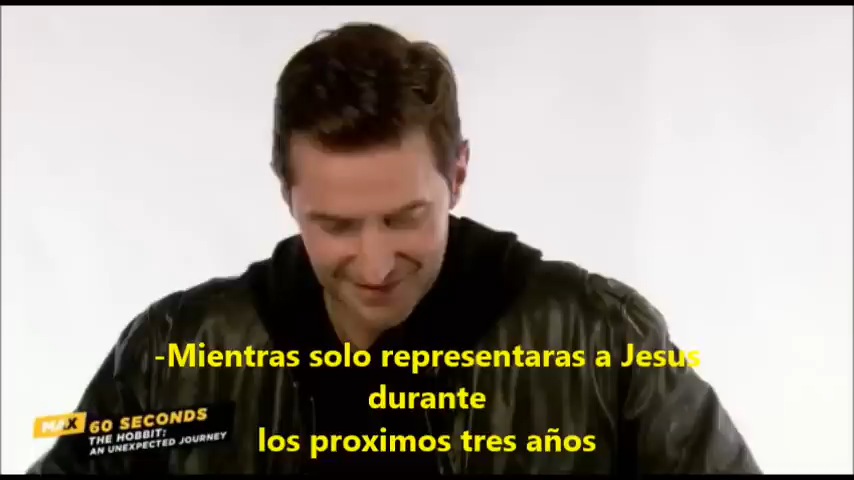 -Mientras solo representaras a Jesus
durante
los proximos tres años
MAX
60 SECONDS
THE HOBBIT:
AN UNEXPECTED JOURNEY